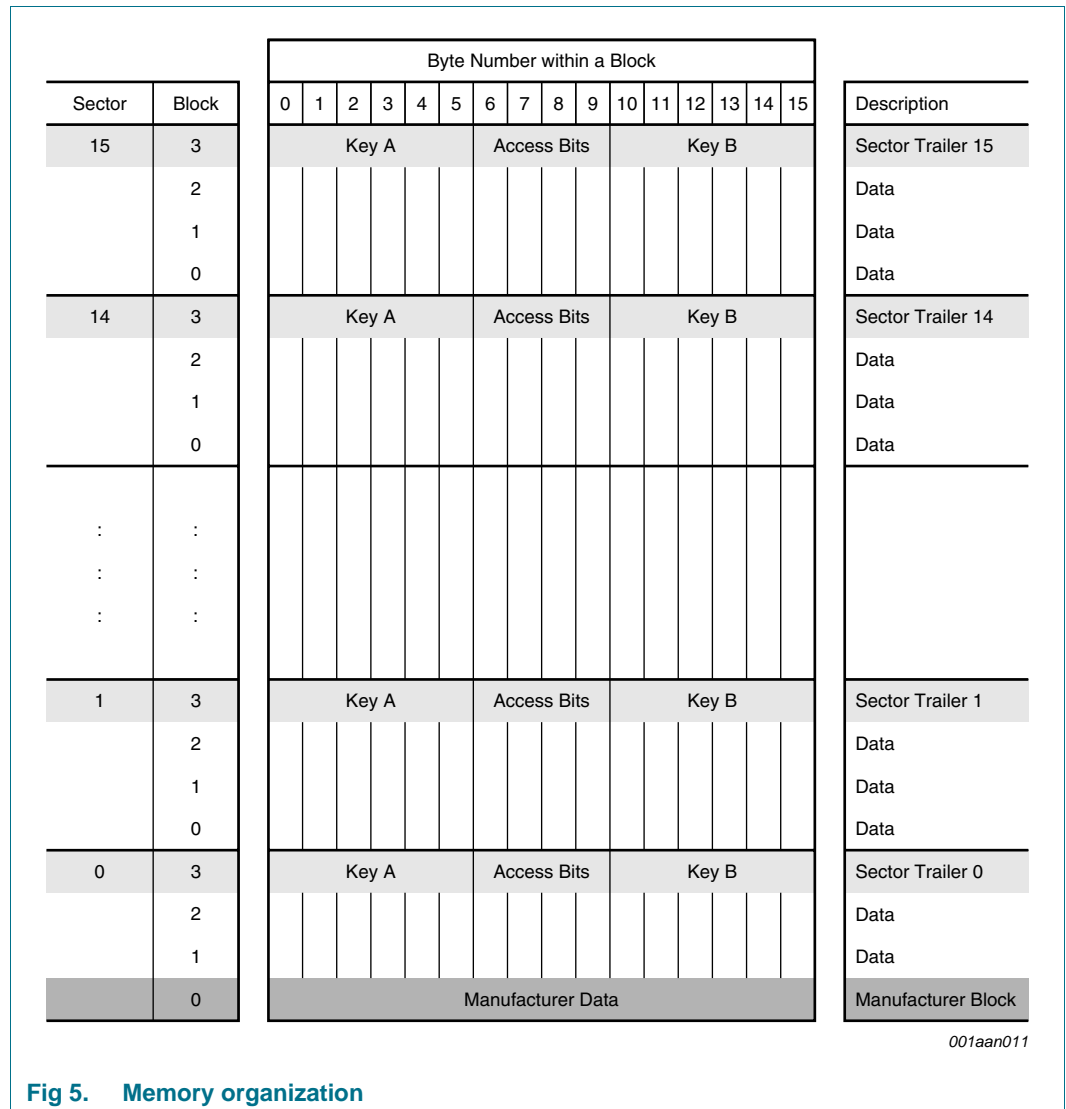 Byte Number within a Block
Sector Block 0 1 2 3 4 5 6 7 8 9 10 11 12 13 14 15 Description
15 3 Key A Access Bits Key B Sector Trailer 15
2 Data
1 Data
0 Data
14 3 Key A Access Bits Key B Sector Trailer 14
2 Data
1 Data
0 Data
: :
: :
: :
1 3 Key A Access Bits Key B Sector Trailer 1
2 Data
1 Data
0 Data
0 3 Key A Access Bits Key B Sector Trailer 0
2 Data
1 Data
0 Manufacturer Data Manufacturer Block
001aan011
Fig 5. Memory organization